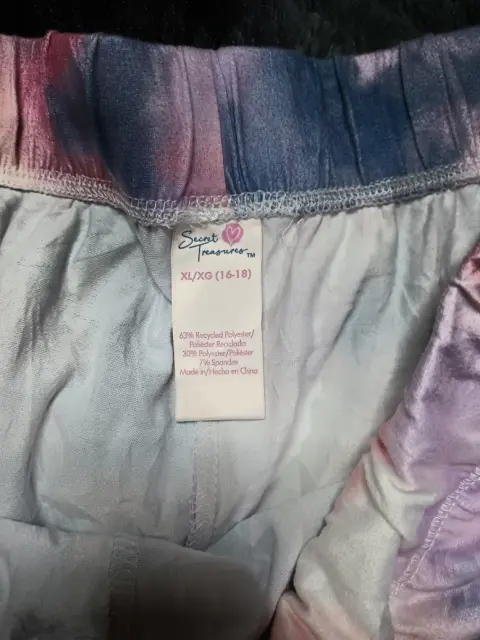 Secret
Treasures TM
XL/XG (16-18)
63% Recycled Polyester/
Poliéster Reciclado
30% Polyester/Poliéster
7% Spandex
Made in/Hecho en China